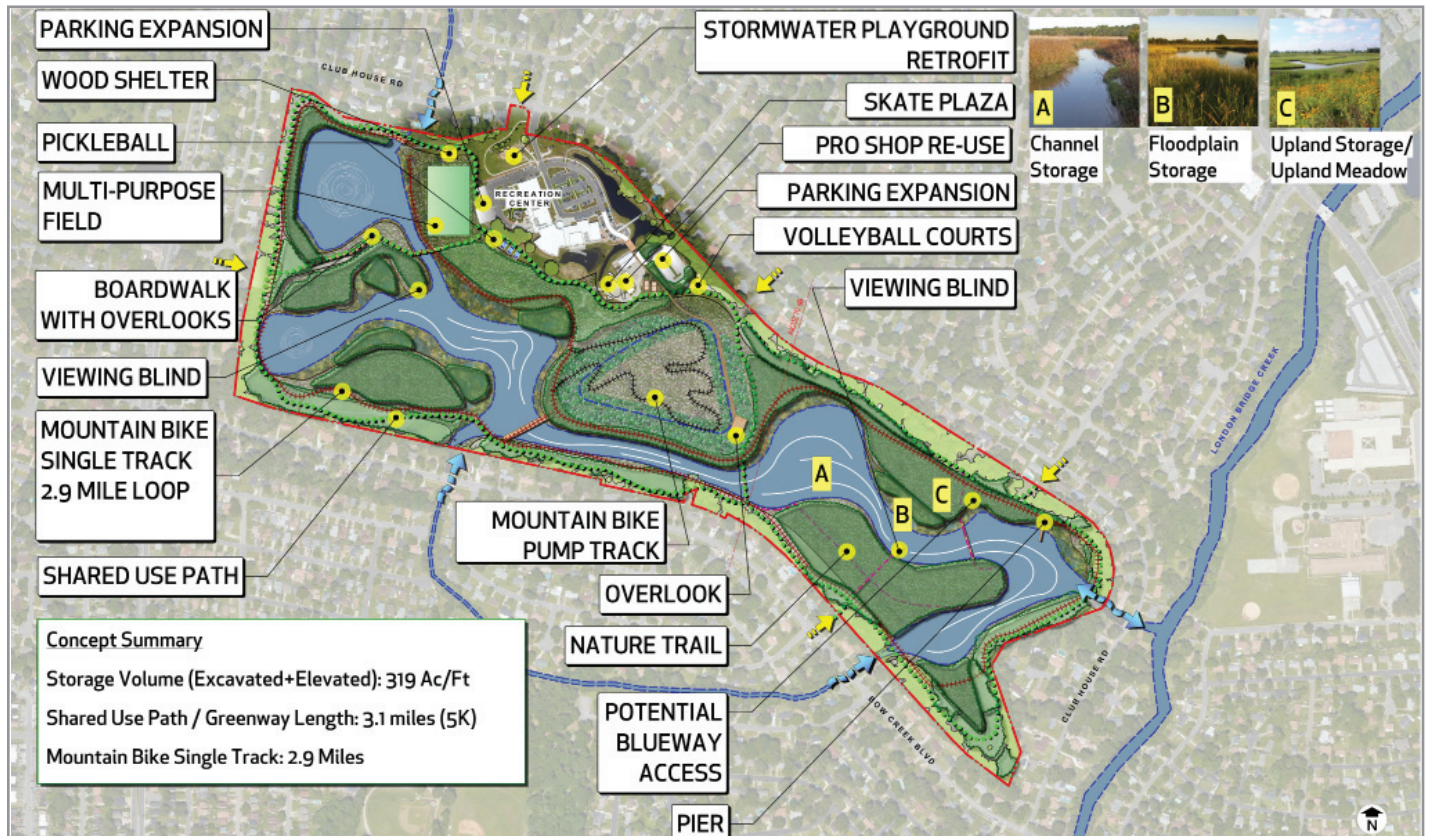 PARKING EXPANSION
WOOD SHELTER
PICKLEBALL
MULTI-PURPOSE
FIELD
BOARDWALK
WITH OVERLOOKS
VIEWING BLIND
MOUNTAIN BIKE
SINGLE TRACK
2.9 MILE LOOP
SHARED USE PATH
Concept Summary
Storage Volume (Excavated+Elevated): 319 Ac/Ft
Shared Use Path / Greenway Length: 3.1 miles (5K)
Mountain Bike Single Track: 2.9 Miles
CLUB HOUSE RD
RECREATION
CENTER
STORMWATER PLAYGROUND
RETROFIT
SKATE PLAZA
PRO SHOP RE-USE
PARKING EXPANSION
VOLLEYBALL COURTS
VIEWING BLIND
A
B
C
MOUNTAIN BIKE
PUMP TRACK
OVERLOOK
NATURE TRAIL
POTENTIAL
BLUEWAY
ACCESS
PIER
BOW CREEK BLVD
CLUB HOUSE RD
LONDON BRIDGE CREEK
A
Channel
Storage
B
Floodplain
Storage
C
Upland Storage/
Upland Meadow
N